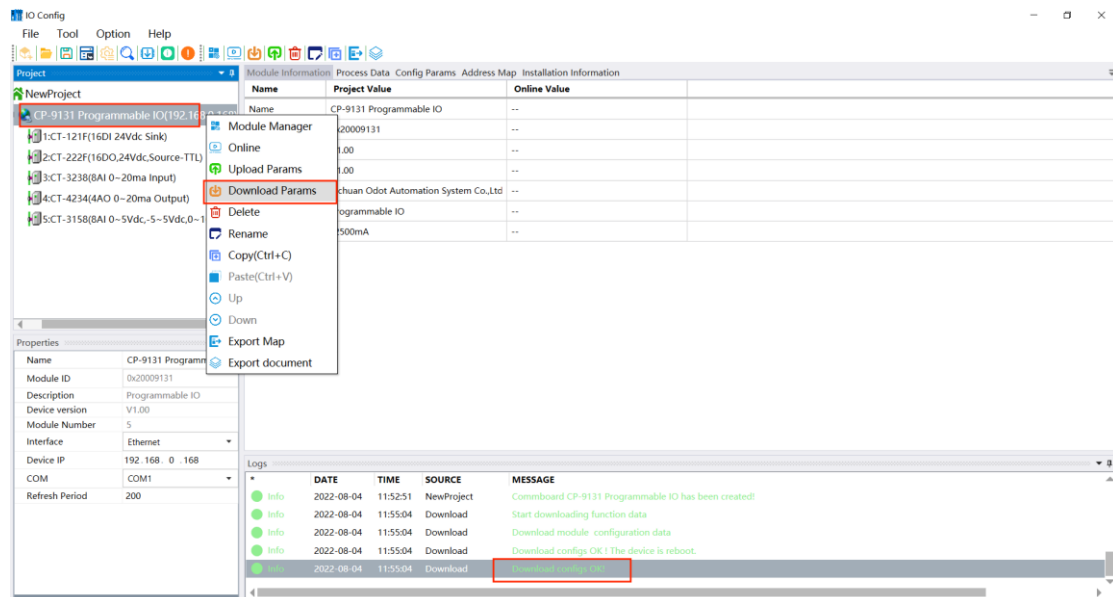 IO Config
File Tool Option Help
Project
NewProject
CP-9131 Programmable IO(192.168.0.168)
1:CT-121F(16DI 24Vdc Sink)
2:CT-222F(16DO,24Vdc,Source-TTL)
3:CT-3238(8AI 0~20ma Input)
4:CT-4234(4AO 0~20ma Output)
5:CT-3158(8AI 0~5Vdc,-5~5Vdc,0~1
Module Manager
Online
Upload Params
Download Params
Delete
Rename
Copy(Ctrl+C)
Paste(Ctrl+V)
Up
Down
Export Map
Export document
Module Information Process Data Config Params Address Map Installation Information
Name Project Value Online Value
Name CP-9131 Programmable IO --
x20009131 --
1.00 --
1.00 --
chuan Odot Automation System Co.,Ltd --
rogrammable IO --
2500mA --
Properties
Name CP-9131 Programm
Module ID 0x20009131
Description Programmable IO
Device version V1.00
Module Number 5
Interface Ethernet
Device IP 192.168. 0 .168
COM COM1
Refresh Period 200
Logs
* DATE TIME SOURCE MESSAGE
Info 2022-08-04 11:52:51 NewProject Commboard CP-9131 Programmable IO has been created!
Info 2022-08-04 11:55:04 Download Start downloading function data
Info 2022-08-04 11:55:04 Download Download module configuration data
Info 2022-08-04 11:55:04 Download Download configs OK! The device is reboot.
Info 2022-08-04 11:55:04 Download Download configs OK!